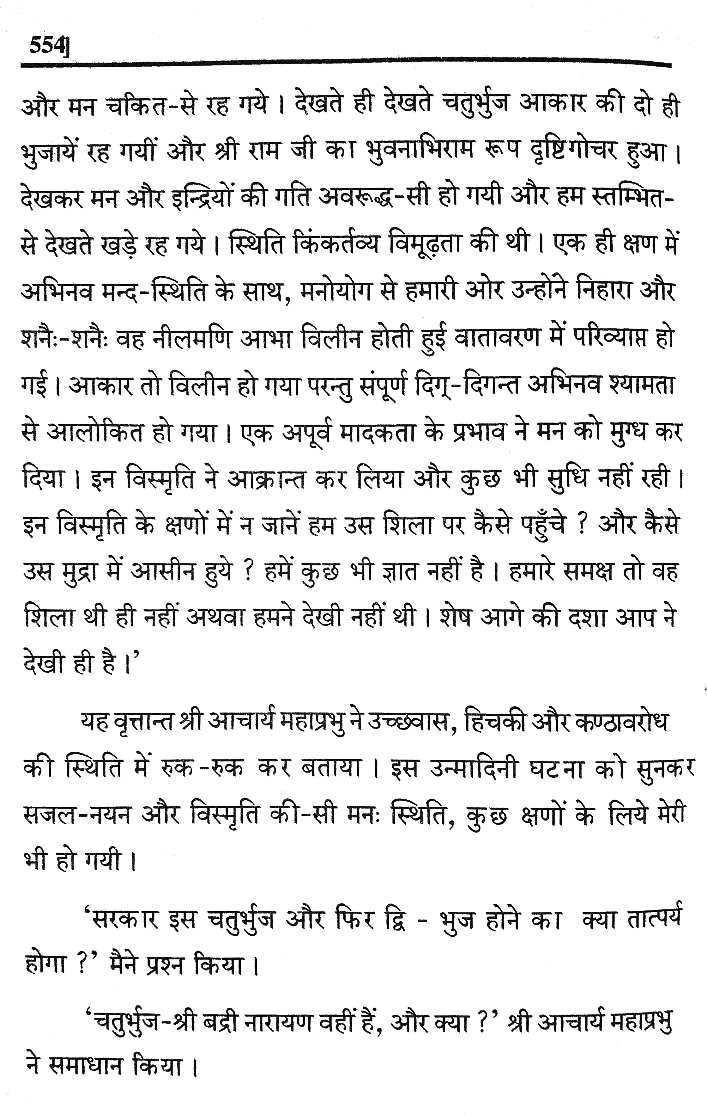 554]
और मन चकित-से रह गये । देखते ही देखते चतुर्भुज आकार की दो ही
भुजायें रह गयीं और श्री राम जी का भुवनाभिराम रूप दृष्टिगोचर हुआ ।
देखकर मन और इन्द्रियों की गति अवरूद्ध-सी हो गयी और हम स्तम्भित-
से देखते खड़े रह गये । स्थिति किंकर्तव्य विमूढ़ता की थी । एक ही क्षण में
अभिनव मन्द-स्थिति के साथ, मनोयोग से हमारी ओर उन्होंने निहारा और
शनैः-शनैः वह नीलमणि आभा विलीन होती हुई वातावरण में परिव्याप्त हो
गई । आकार तो विलीन हो गया परन्तु संपूर्ण दिग्-दिगन्त अभिनव श्यामता
से आलोकित हो गया । एक अपूर्व मादकता के प्रभाव ने मन को मुग्ध कर
दिया । इन विस्मृति ने आक्रान्त कर लिया और कुछ भी सुधि नहीं रही ।
इन विस्मृति के क्षणों में न जानें हम उस शिला पर कैसे पहुँचे ? और कैसे
उस मुद्रा में आसीन हुये ? हमें कुछ भी ज्ञात नहीं है । हमारे समक्ष तो वह
शिला थी ही नहीं अथवा हमने देखी नहीं थी । शेष आगे की दशा आप ने
देखी ही है ।’
यह वृत्तान्त श्री आचार्य महाप्रभु ने उच्छवास, हिचकी और कण्ठावरोध
की स्थिति में रुक-रुक कर बताया । इस उन्मादिनी घटना को सुनकर
सजल-नयन और विस्मृति की-सी मनः स्थिति, कुछ क्षणों के लिये मेरी
भी हो गयी ।
‘सरकार इस चतुर्भुज और फिर द्वि - भुज होने का क्या तात्पर्य
होगा ?’ मैने प्रश्न किया ।
‘चतुर्भुज-श्री बद्री नारायण वहीं हैं, और क्या ?’ श्री आचार्य महाप्रभु
ने समाधान किया ।